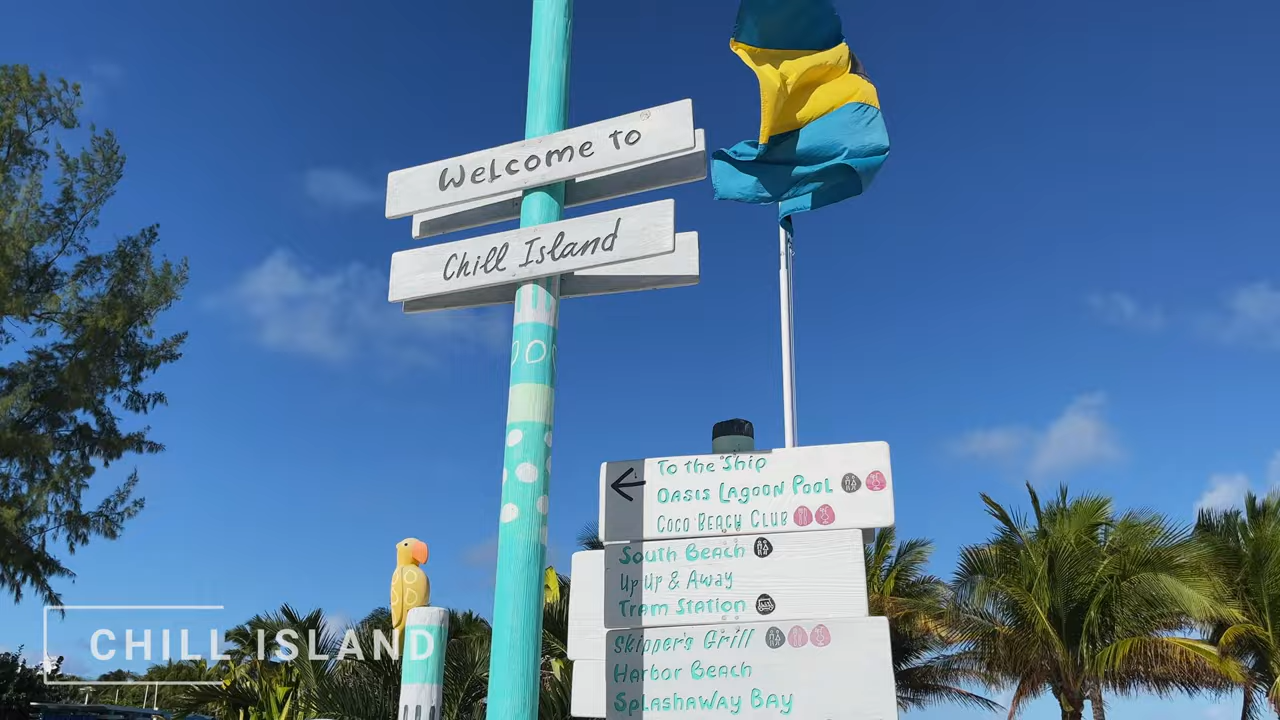 Welcome to
Chill Island
To the Ship
Oasis Lagoon Pool
Coco Beach Club
South Beach
Up Up & Away
Tram Station
Skipper's Grill
Harbor Beach
Splashaway Bay
CHILL ISLAND